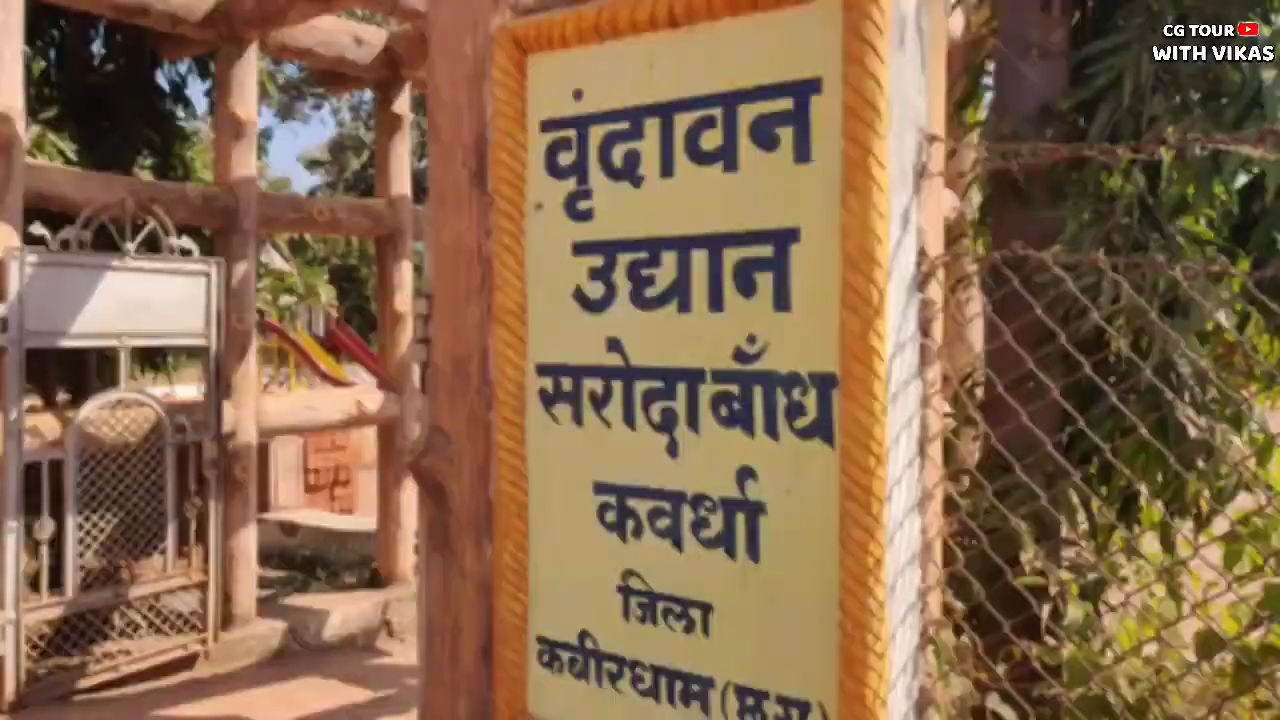 CG TOUR
WITH VIKAS
वृंदावन
उद्यान
सरोदा बाँध
कवर्धा
जिला
कबीरधाम (छ.ग.)